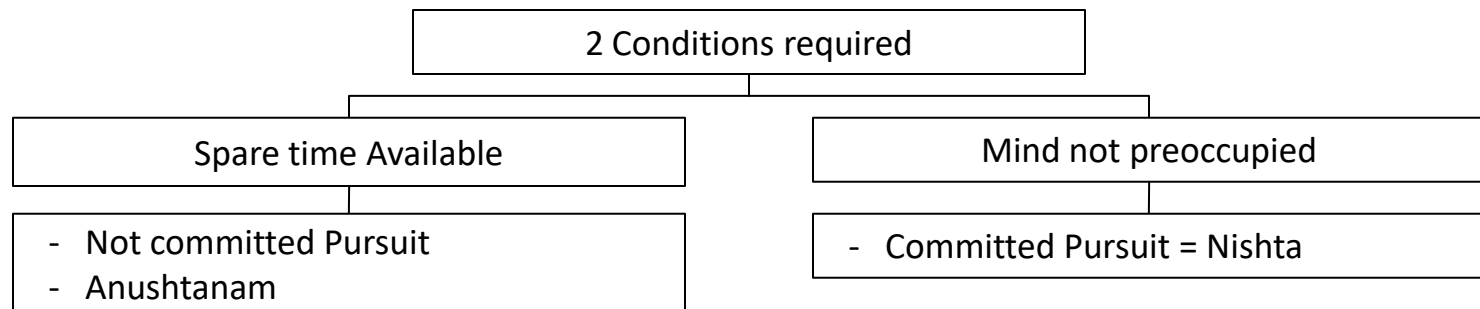 2 Conditions required
Spare time Available
Mind not preoccupied
- Not committed Pursuit
- Anushtanam
- Committed Pursuit = Nishta